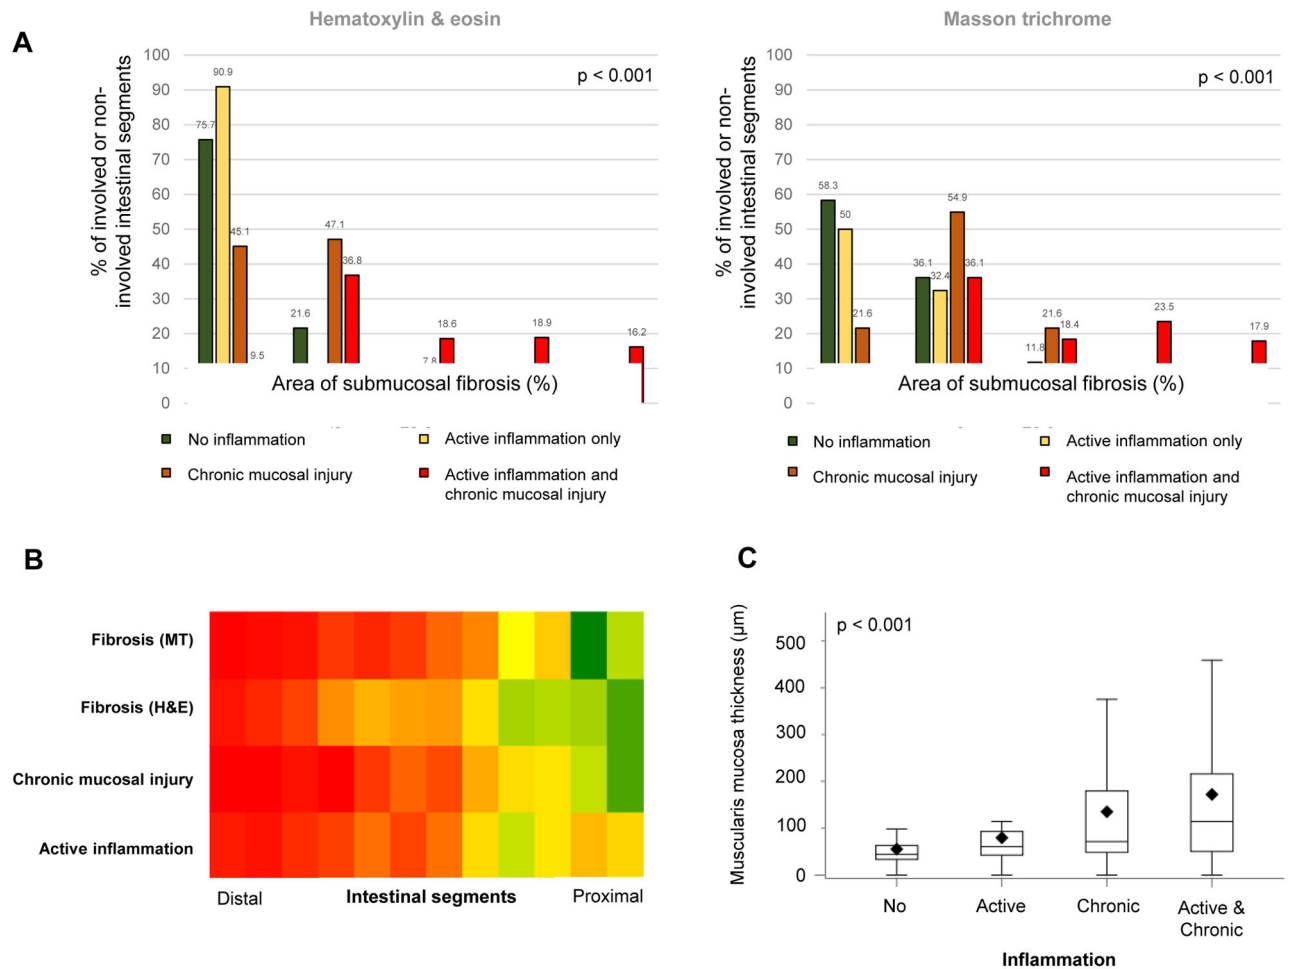 Hematoxylin & eosin
Masson trichrome
A
% of involved or non-
involved intestinal segments
100
90
80
70
60
50
40
30
20
10
0
p < 0.001
75.7
90.9
45.1
9.5
21.6
47.1
36.8
7.8
18.6
18.9
16.2
Area of submucosal fibrosis (%)
No inflammation
Active inflammation only
Chronic mucosal injury
Active inflammation and
chronic mucosal injury
% of involved or non-
involved intestinal segments
100
90
80
70
60
50
40
30
20
10
0
p < 0.001
58.3
50
21.6
36.1
32.4
54.9
36.1
11.8
21.6
18.4
23.5
17.9
Area of submucosal fibrosis (%)
No inflammation
Active inflammation only
Chronic mucosal injury
Active inflammation and
chronic mucosal injury
B
Fibrosis (MT)
Fibrosis (H&E)
Chronic mucosal injury
Active inflammation
Distal
Intestinal segments
Proximal
C
Muscularis mucosa thickness (µm)
p < 0.001
500
400
300
200
100
0
No
Active
Chronic
Active &
Chronic
Inflammation